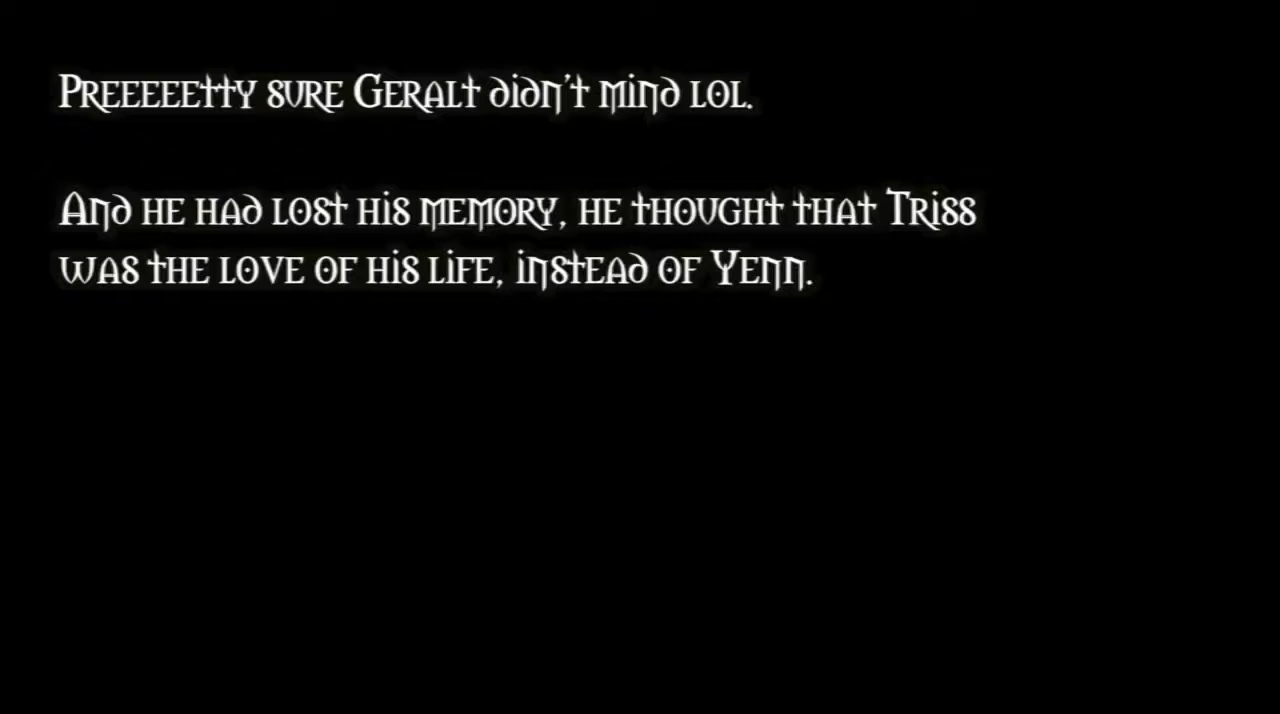 Preeeeetty sure Geralt didn't mind lol.
And he had lost his memory, he thought that Triss
was the love of his life, instead of Yenn.